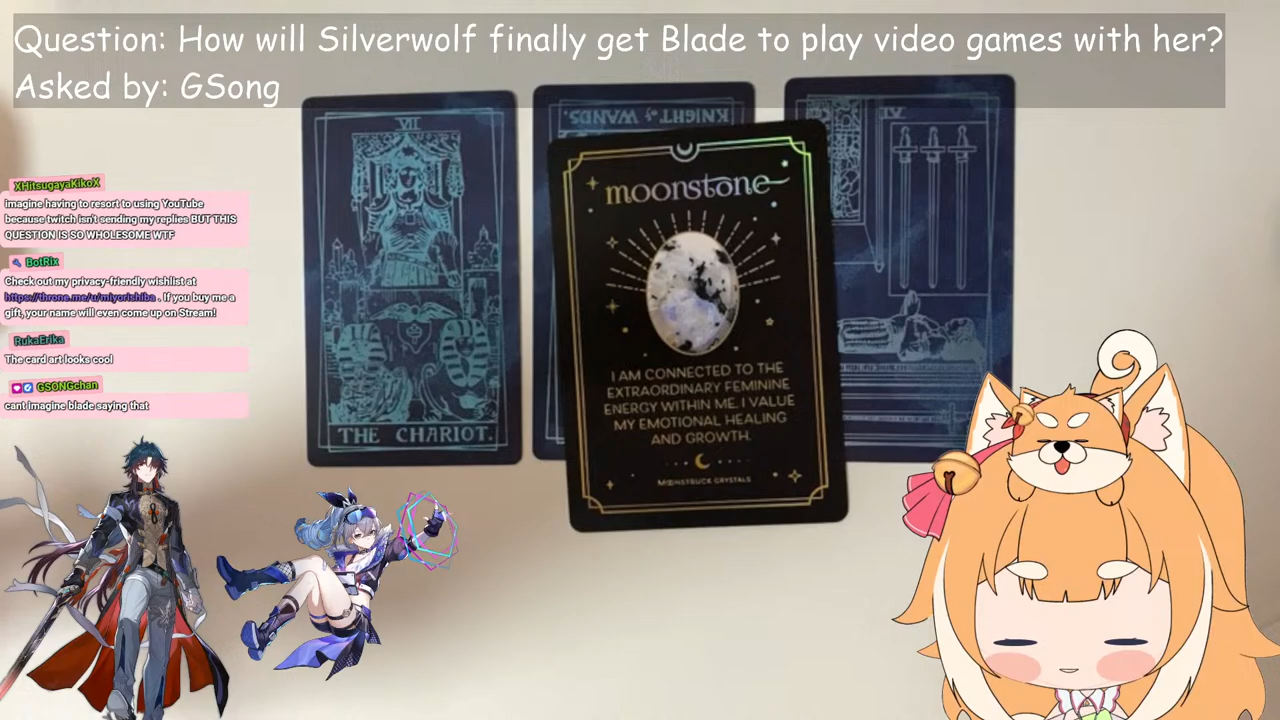 Question: How will Silverwolf finally get Blade to play video games with her?
Asked by: GSong
XHitsugayaKikoX
Imagine having to resort to using YouTube
because twitch isn't sending my replies BUT THIS
QUESTION IS SO WHOLESOME WTF
BotRix
Check out my privacy-friendly wishlist at
https://throne.me/u/miyorishiba . If you buy me a
gift, your name will even come up on Stream!
RukaErika
The card art looks cool
GSONGchan
cant imagine blade saying that
VII
THE CHARIOT.
KNIGHT of WANDS.
moonstone
I AM CONNECTED TO THE
EXTRAORDINARY FEMININE
ENERGY WITHIN ME. I VALUE
MY EMOTIONAL HEALING
AND GROWTH.
MOONSTRUCK CRYSTALS